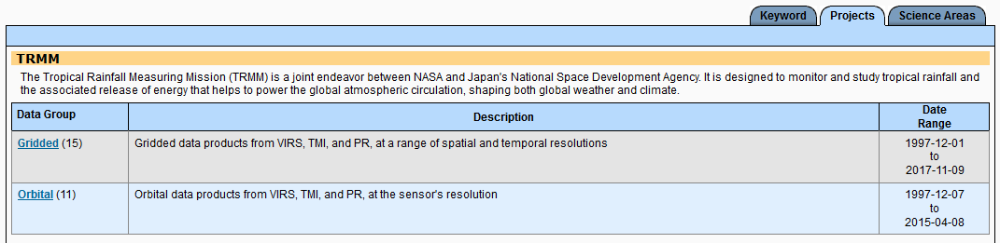 Keyword Projects Science Areas
TRMM
The Tropical Rainfall Measuring Mission (TRMM) is a joint endeavor between NASA and Japan's National Space Development Agency. It is designed to monitor and study tropical rainfall and
the associated release of energy that helps to power the global atmospheric circulation, shaping both global weather and climate.
Data Group Description Date
Range
Gridded (15) Gridded data products from VIRS, TMI, and PR, at a range of spatial and temporal resolutions 1997-12-01
to
2017-11-09
Orbital (11) Orbital data products from VIRS, TMI, and PR, at the sensor's resolution 1997-12-07
to
2015-04-08